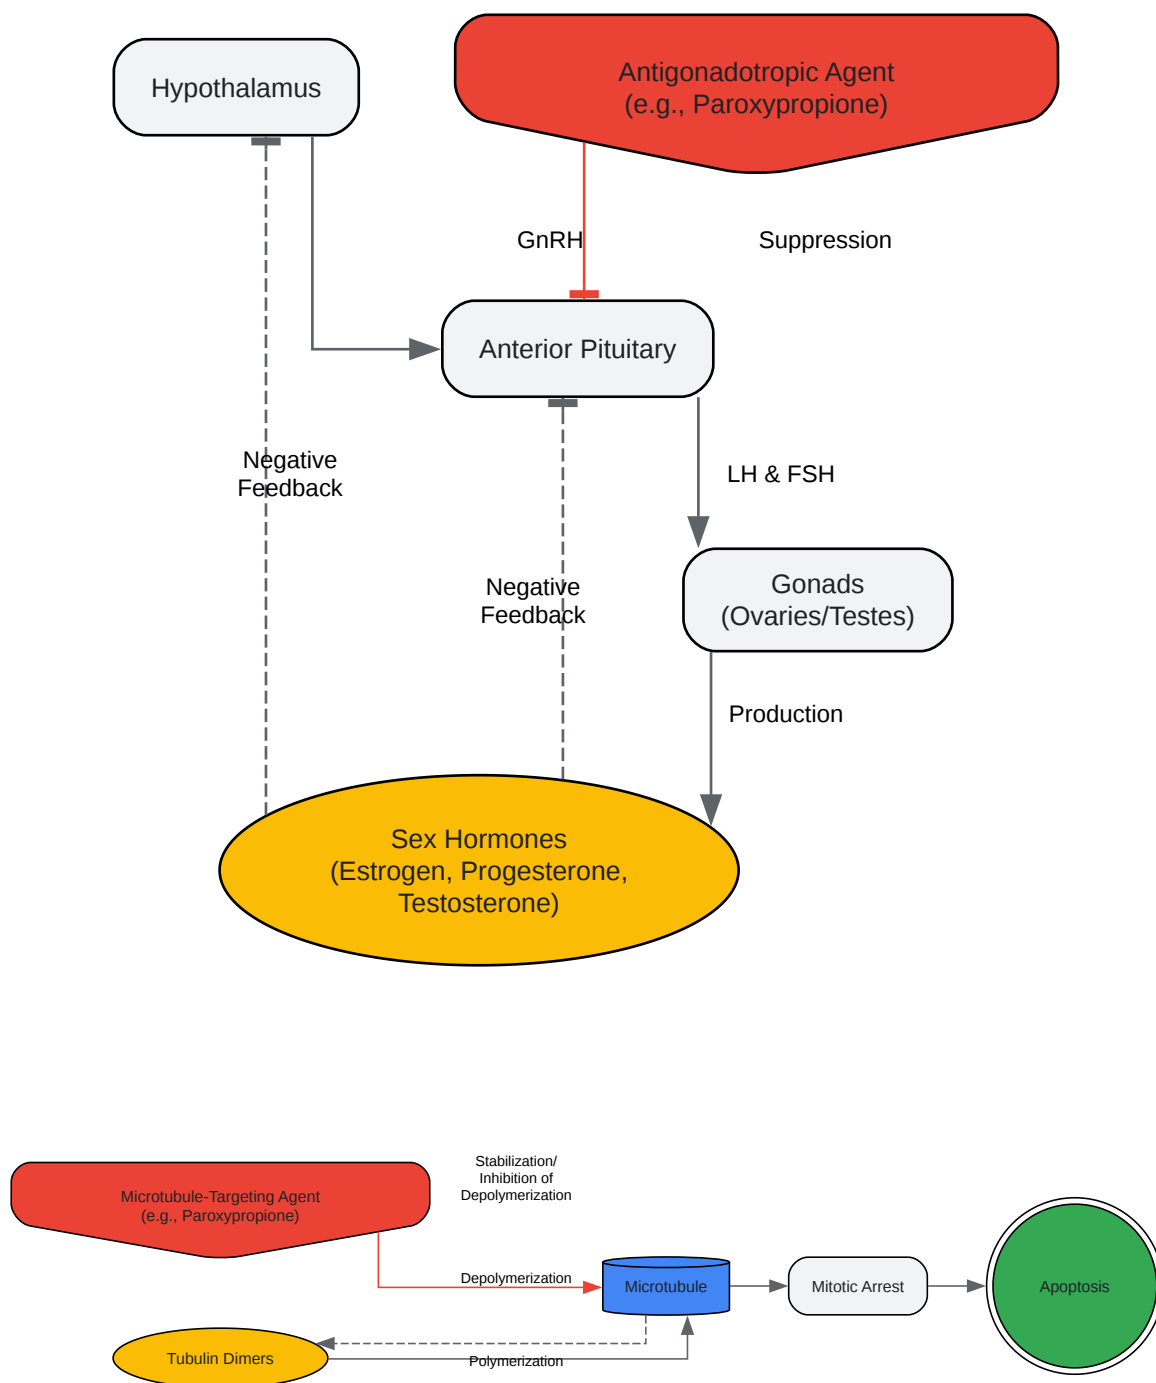 Hypothalamus
Antigonadotropic Agent
(e.g., Paroxypropione)
GnRH
Suppression
Anterior Pituitary
Negative
Feedback
LH & FSH
Negative
Feedback
Gonads
(Ovaries/Testes)
Production
Sex Hormones
(Estrogen, Progesterone,
Testosterone)
Stabilization/
Inhibition of
Depolymerization
Microtubule-Targeting Agent
(e.g., Paroxypropione)
Depolymerization
Microtubule
Mitotic Arrest
Apoptosis
Tubulin Dimers
Polymerization